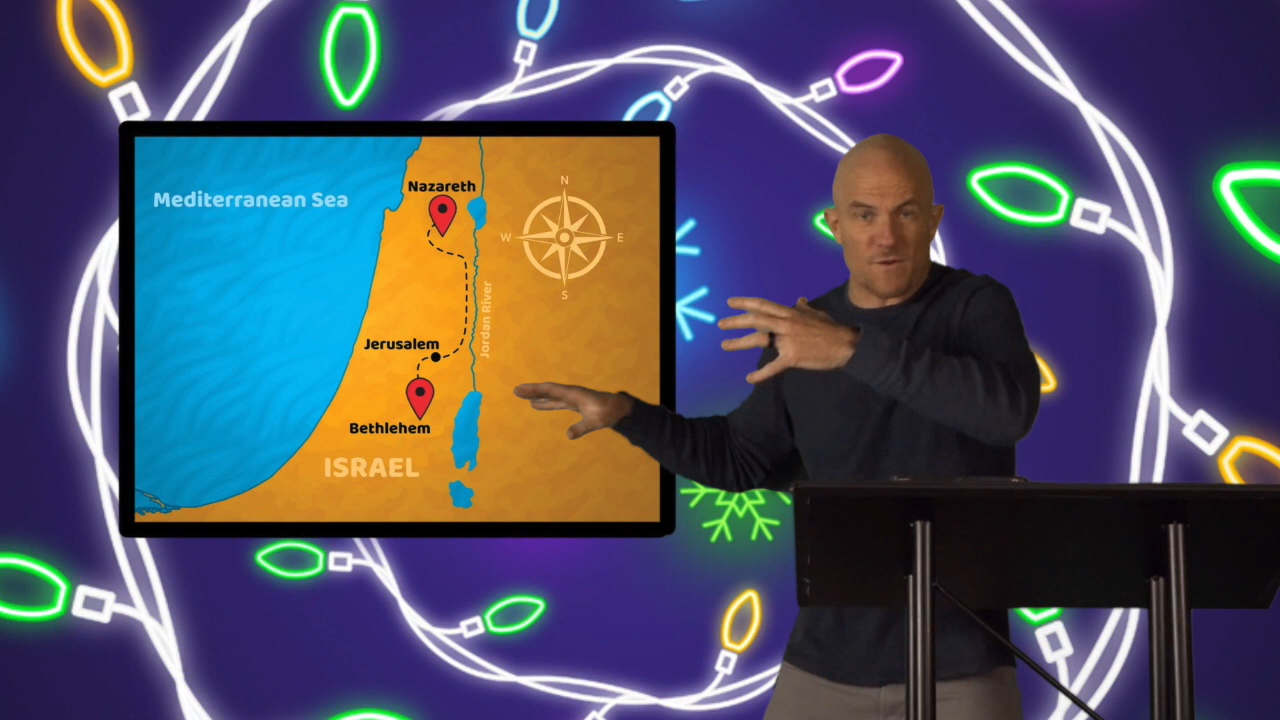 Mediterranean Sea
Nazareth
N
W
E
S
Jordan River
Jerusalem
Bethlehem
ISRAEL